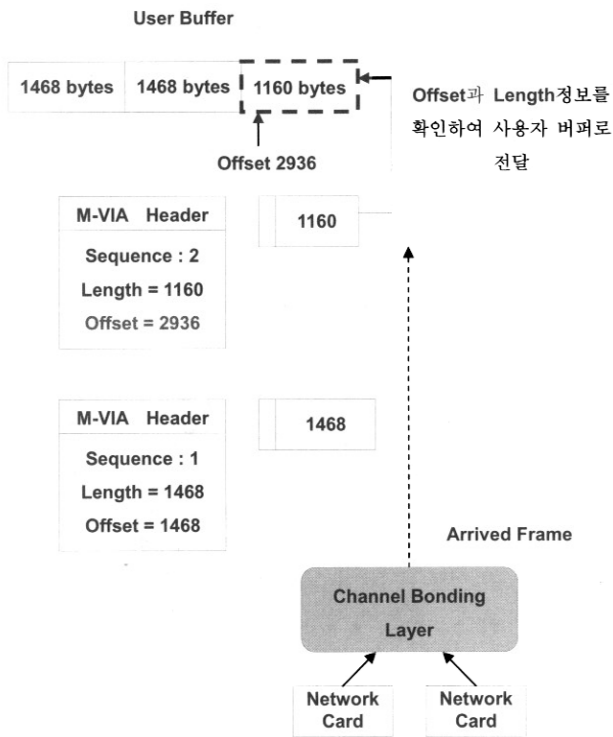 User Buffer
1468 bytes 1468 bytes 1160 bytes
Offset과 Length정보를
확인하여 사용자 버퍼로
전달
Offset 2936
M-VIA Header
1160
Sequence : 2
Length = 1160
Offset = 2936
M-VIA Header
1468
Sequence : 1
Length = 1468
Offset = 1468
Arrived Frame
Channel Bonding
Layer
Network
Card
Network
Card